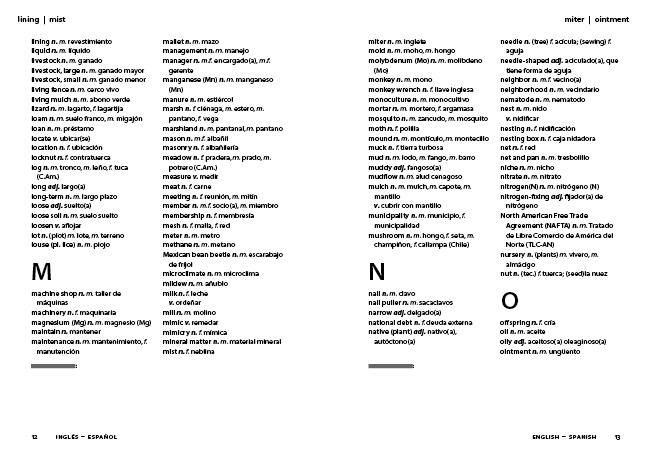 lining | mist
lining n. m. revestimiento
liquid n. m. líquido
livestock n. m. ganado
livestock, large n. m. ganado mayor
livestock, small n. m. ganado menor
living fence n. m. cerco vivo
living mulch n. m. abono verde
lizard n. m. lagarto, f. lagartija
loam n. m. suelo franco, m. migajón
loan n. m. préstamo
locate v. ubicar(se)
location n. f. ubicación
locknut n. f. contratuerca
log n. m. tronco, m. leño, f. tuca
(C.Am.)
long adj. largo(a)
long-term n. m. largo plazo
loose adj. suelto(a)
loose soil n. m. suelo suelto
loosen v. aflojar
lot n. (plot) m. lote, m. terreno
louse (pl. lice) n. m. piojo
M
machine shop n. m. taller de
máquinas
machinery n. f. maquinaria
magnesium (Mg) n. m. magnesio (Mg)
maintain n. mantener
maintenance n. m. mantenimiento, f.
manutención
mallet n. m. mazo
management n. m. manejo
manager n. m.f. encargado(a), m.f.
gerente
manganese (Mn) n. m. manganeso
(Mn)
manure n. m. estiércol
marsh n. f. ciénaga, m. estero, m.
pantano, f. vega
marshland n. m. pantanal, m. pantano
mason n. m.f. albañil
masonry n. f. albañilería
meadow n. f. pradera, m. prado, m.
potrero (C.Am.)
measure v. medir
meat n. f. carne
meeting n. f. reunión, m. mitin
member n. m.f. socio(a), m. miembro
membership n. f. membresía
mesh n. f. malla, f. red
meter n. m. metro
methane n. m. metano
Mexican bean beetle n. m. escarabajo
de frijol
microclimate n. m. microclima
mildew n. m. añublo
milk n. f. leche
v. ordeñar
mill n. m. molino
mimic v. remedar
mimicry n. f. mímica
mineral matter n. m. material mineral
mist n. f. neblina
12 INGLÉS – ESPAÑOL
miter | ointment
miter n. m. inglete
mold n. m. moho, m. hongo
molybdenum (Mo) n. m. molibdeno
(Mo)
monkey n. m. mono
monkey wrench n. f. llave inglesa
monoculture n. m. monocultivo
mortar n. m. mortero, f. argamasa
mosquito n. m. zancudo, m. mosquito
moth n. f. polilla
mound n. m. montículo, m. montecillo
muck n. f. tierra turbosa
mud n. m. lodo, m. fango, m. barro
muddy adj. fangoso(a)
mudflow n. m. alud cenagoso
mulch n. m. mulch, m. capote, m.
mantillo
v. cubrir con mantillo
municipality n. m. municipio, f.
municipalidad
mushroom n. m. hongo, f. seta, m.
champiñon, f. callampa (Chile)
N
nail n. m. clavo
nail puller n. m. sacaclavos
narrow adj. delgado(a)
national debt n. f. deuda externa
native (plant) adj. nativo(a),
autóctono(a)
needle n. (tree) f. acícula; (sewing) f.
aguja
needle-shaped adj. aciculado(a), que
tiene forma de aguja
neighbor n. m.f. vecino(a)
neighborhood n. m. vecindario
nematode n. m. nematodo
nest n. m. nido
v. nidificar
nesting n. f. nidificación
nesting box n. f. caja nidadora
net n. f. red
net and pan n. m. tresbolillo
niche n. m. nicho
nitrate n. m. nitrato
nitrogen (N) n. m. nitrógeno (N)
nitrogen-fixing adj. fijador(a) de
nitrógeno
North American Free Trade
Agreement (NAFTA) n. m. Tratado
de Libre Comercio de América del
Norte (TLC-AN)
nursery n. (plants) m. vivero, m.
almácigo
nut n. (tec.) f. tuerca; (seed) la nuez
O
offspring n. f. cría
oil n. m. aceite
oily adj. aceitoso(a) oleaginoso(a)
ointment n. m. ungüento
ENGLISH – SPANISH 13